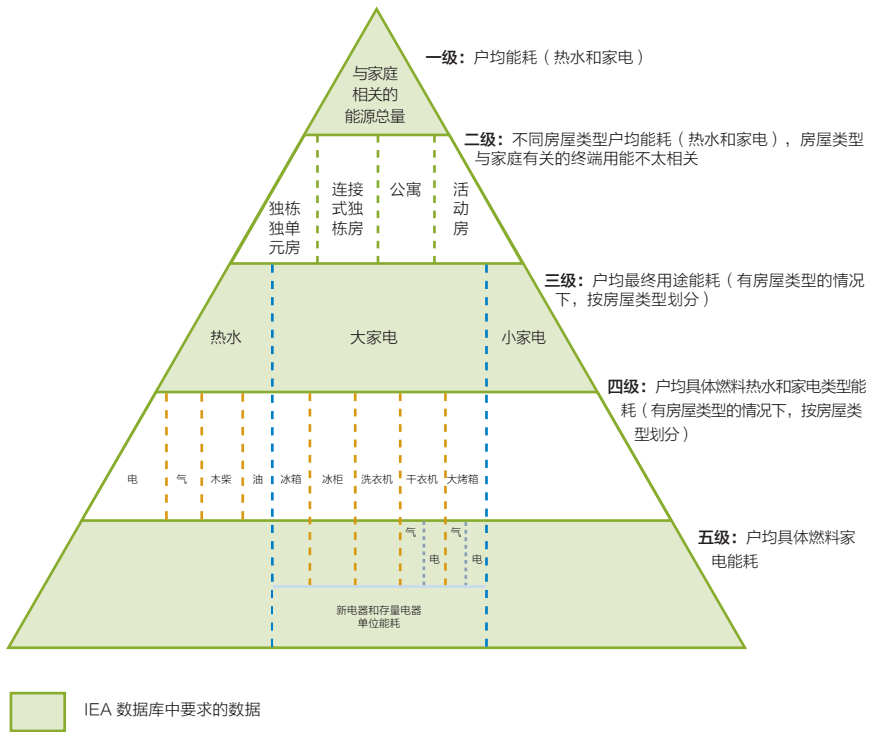 与家庭
相关的
能源总量
一级：户均能耗（热水和家电）
二级：不同房屋类型户均能耗（热水和家电），房屋类型
与家庭有关的终端用能不太相关
独栋
独单
元房
连接
式独
栋房
公寓
活
动
房
三级：户均最终用途能耗（有房屋类型的情况
下，按房屋类型划分）
热水
大家电
小家电
四级：户均具体燃料热水和家电类型能
耗（有房屋类型的情况下，按房屋类
型划分）
电
气
木柴
油
冰箱
冰柜
洗衣机
干衣机
大烤箱
五级：户均具体燃料家
电能耗
气
电
气
电
新电器和存量电器
单位能耗
IEA 数据库中要求的数据